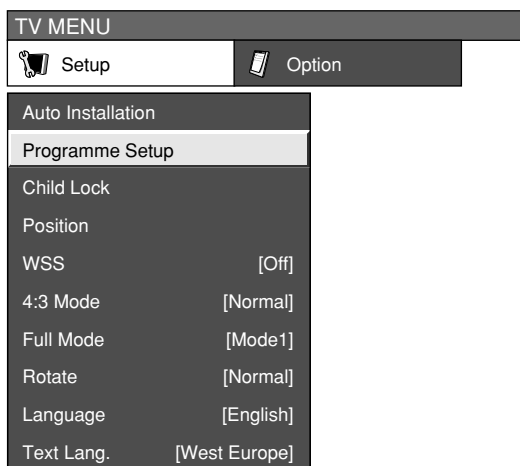 TV MENU
Setup Option
Auto Installation
Programme Setup
Child Lock
Position
WSS [Off]
4:3 Mode [Normal]
Full Mode [Mode1]
Rotate [Normal]
Language [English]
Text Lang. [West Europe]